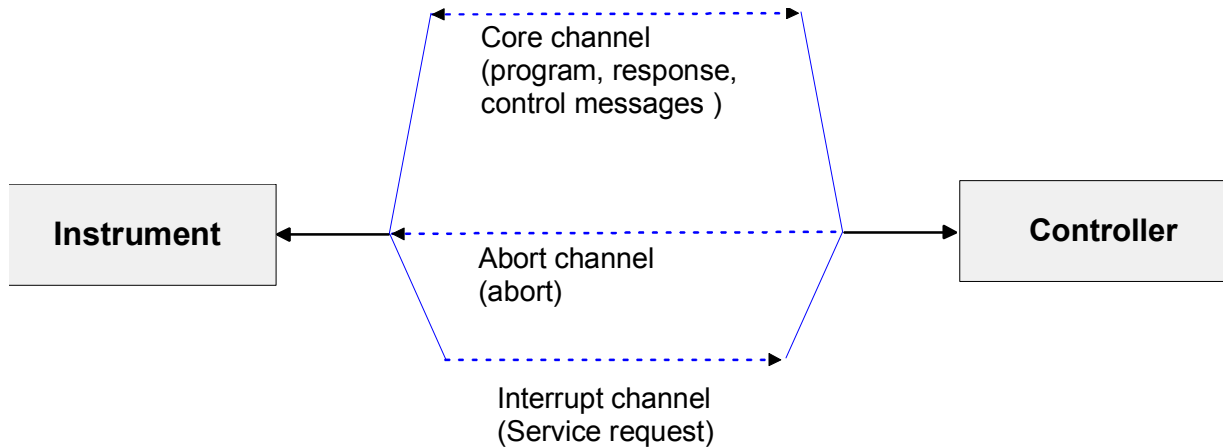 Core channel
(program, response,
control messages )
Instrument
Controller
Abort channel
(abort)
Interrupt channel
(Service request)